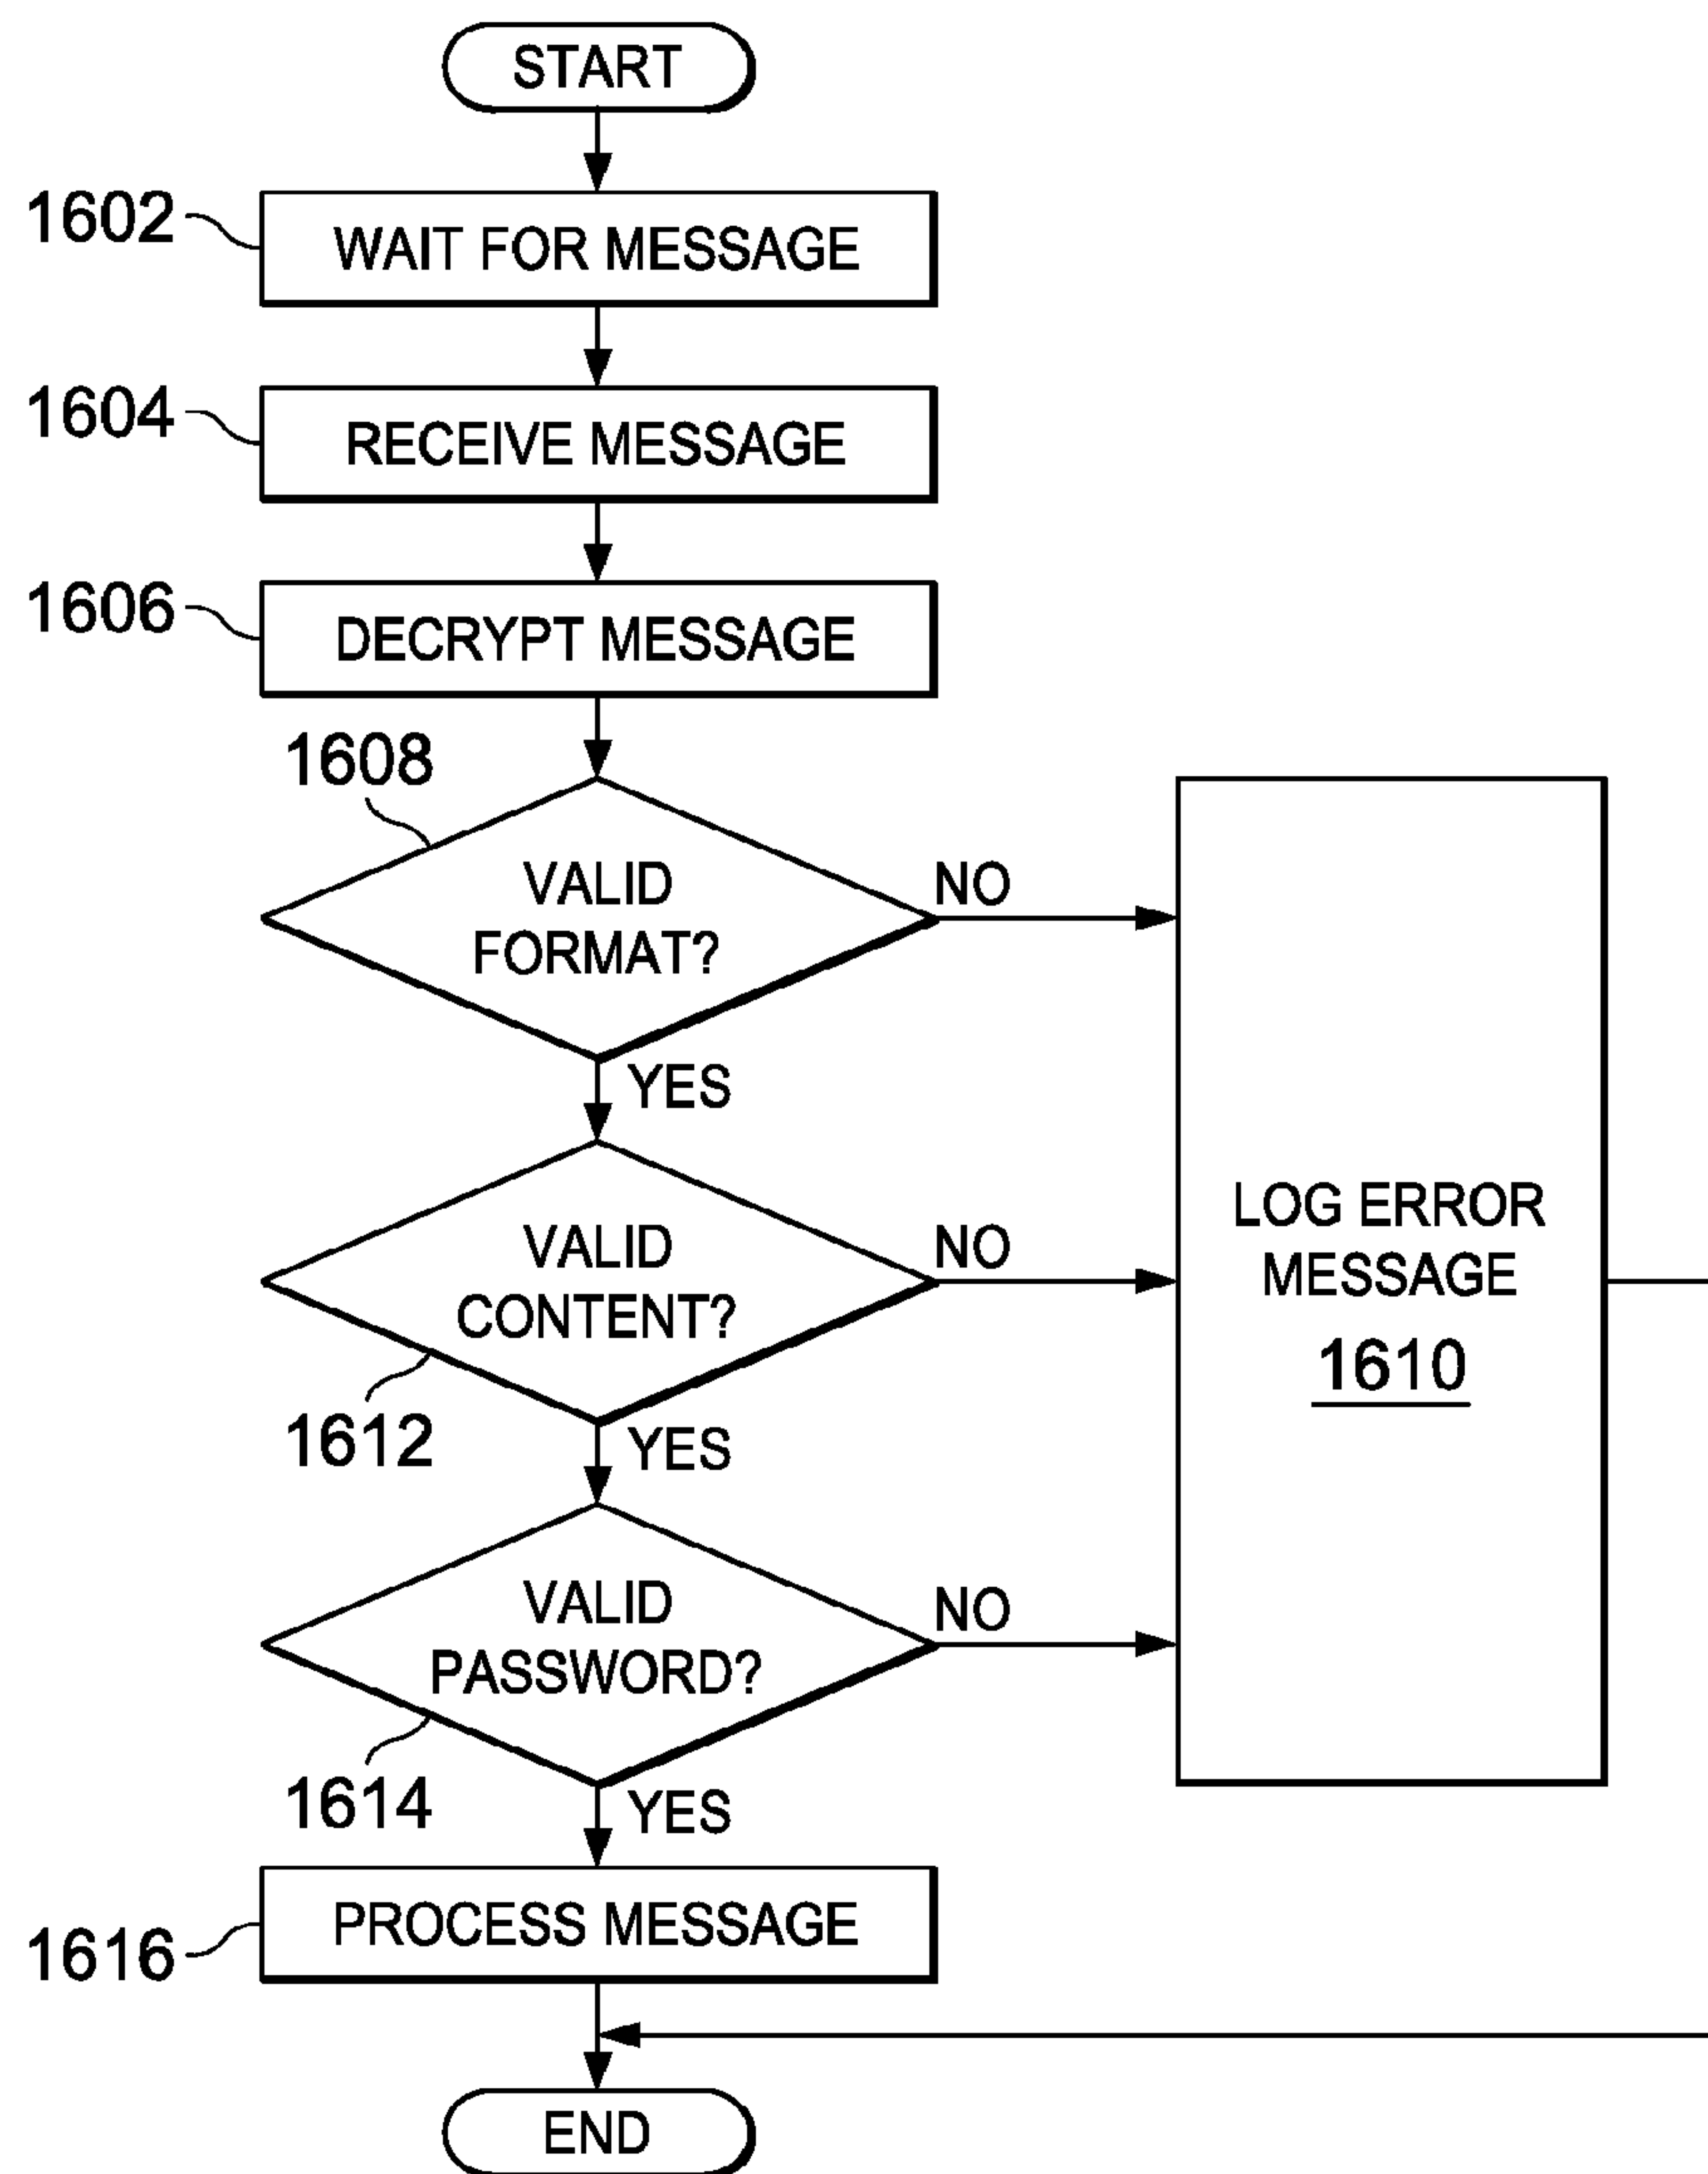 START
1602
WAIT FOR MESSAGE
1604
RECEIVE MESSAGE
1606
DECRYPT MESSAGE
1608
VALID
FORMAT?
NO
YES
VALID
CONTENT?
NO
1612
YES
LOG ERROR
MESSAGE
1610
VALID
PASSWORD?
NO
1614
YES
PROCESS MESSAGE
1616
END